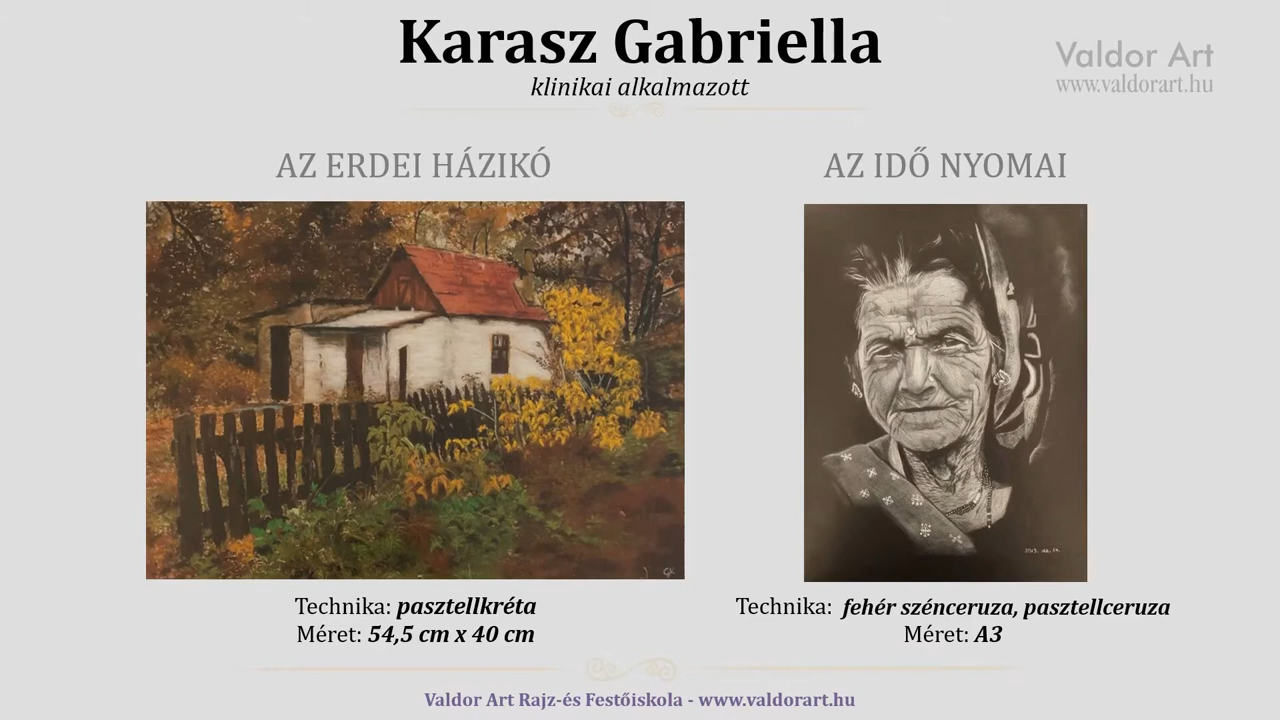 Karasz Gabriella
klinikai alkalmazott
Valdor Art
www.valdorart.hu
AZ ERDEI HÁZIKÓ
AZ IDŐ NYOMAI
GK
Technika: pasztellkréta
Méret: 54,5 cm x 40 cm
Technika: fehér szénceruza, pasztellceruza
Méret: A3
Valdor Art Rajz-és Festőiskola - www.valdorart.hu